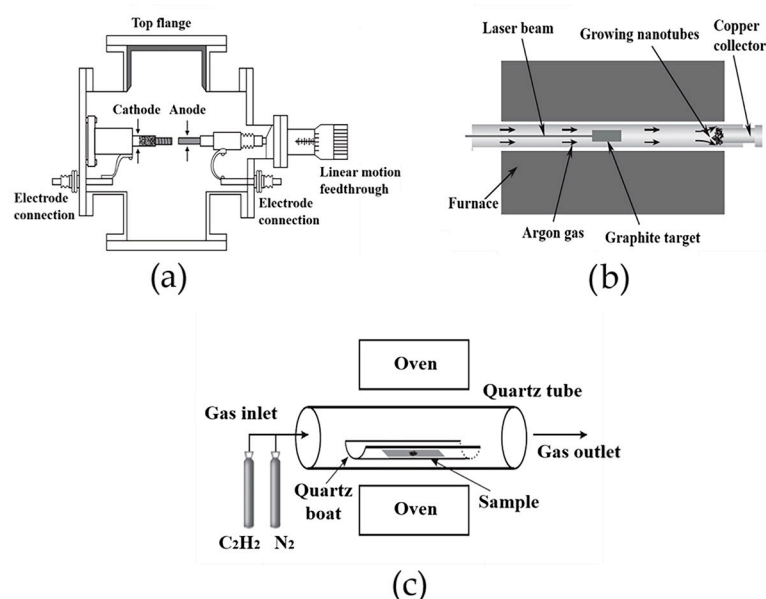 Top flange
Cathode Anode
Linear motion
feedthrough
Electrode
connection
Electrode
connection
(a)
Laser beam
Growing nanotubes
Copper
collector
Furnace
Argon gas
Graphite target
(b)
Oven
Quartz tube
Gas inlet
Gas outlet
Quartz
boat
Sample
Oven
C2H2 N2
(c)